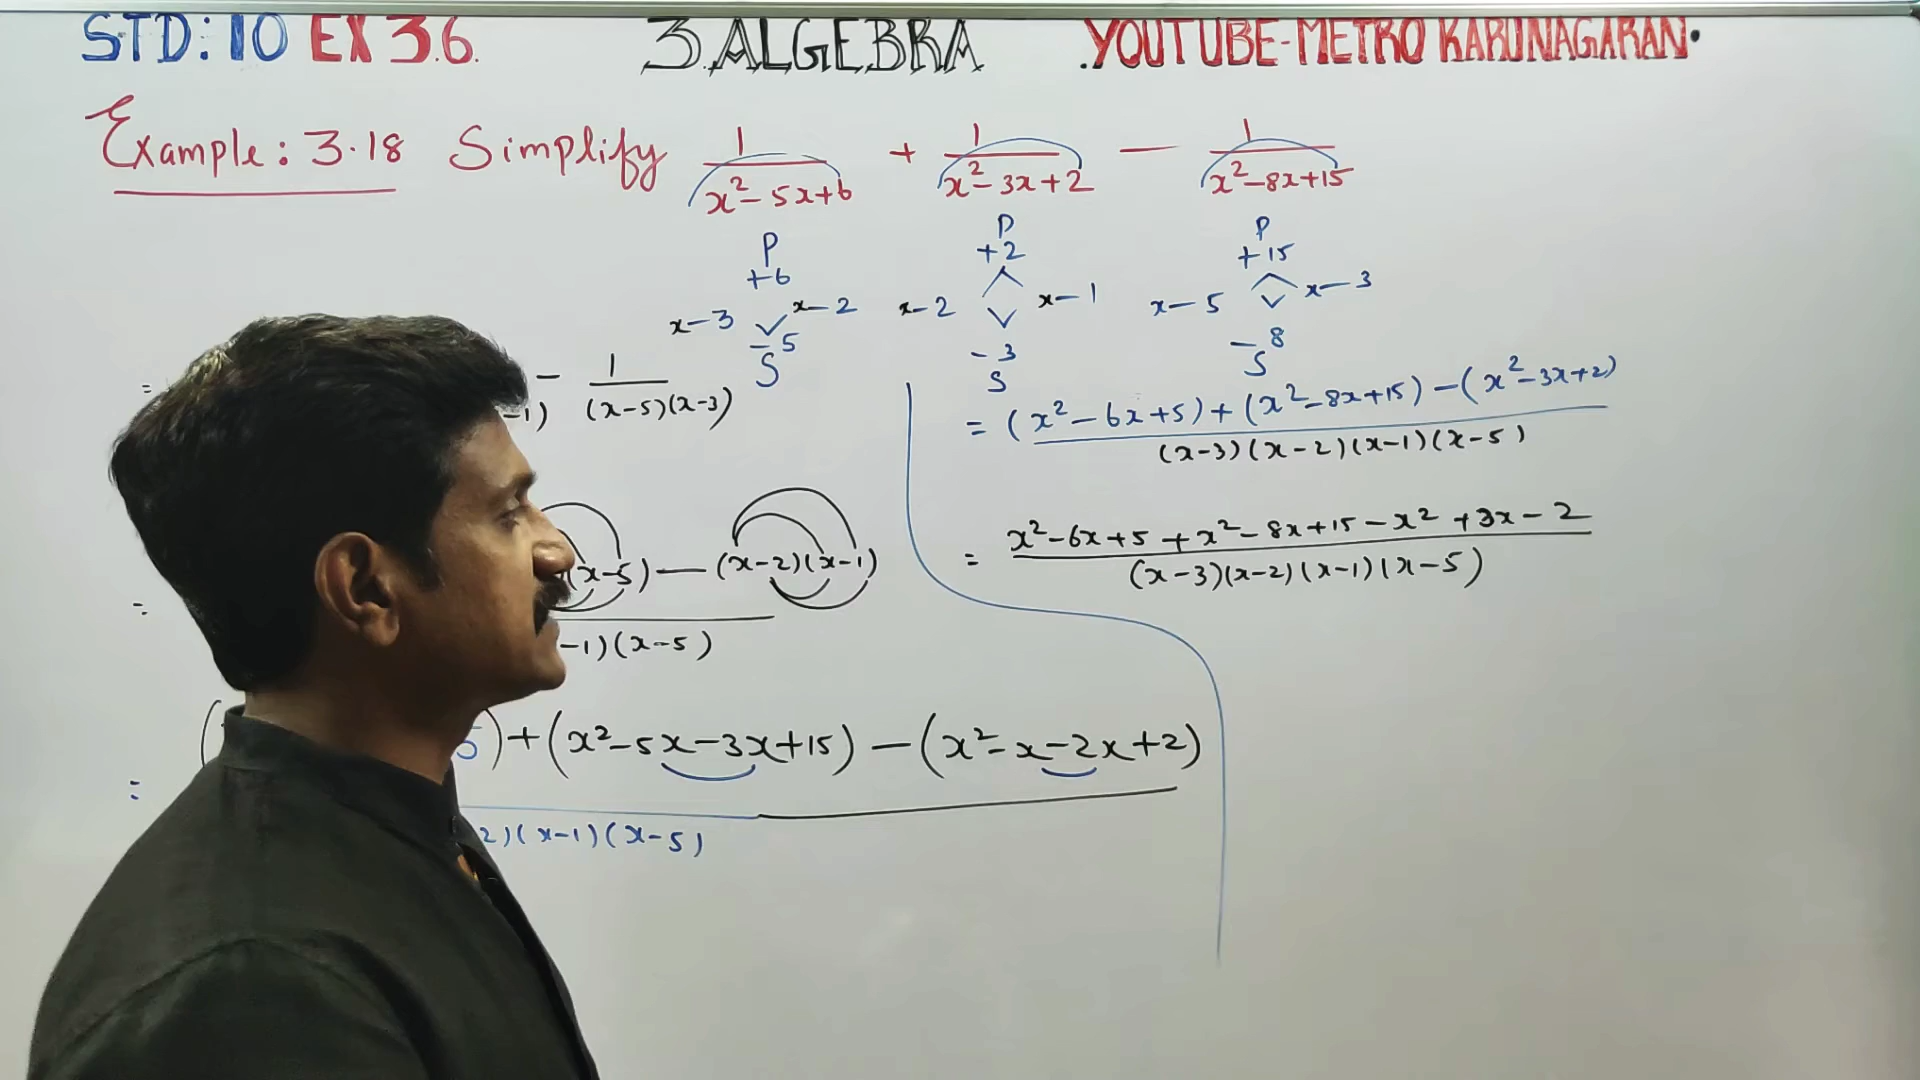 STD: 10 EX 3.6. 3. ALGEBRA .YOUTUBE-METRO KARUNAGARAN.
Example: 3.18 Simplify 1/(x²-5x+6) + 1/(x²-3x+2) - 1/(x²-8x+15)
P P P
+6 +2 +15
x-3 x-2 x-2 x-1 x-5 x-3
-5 -3 -8
S S S
= -1) - 1/((x-5)(x-3))
= (x-5) - (x-2)(x-1)
-1)(x-5)
= ( 5) + (x²-5x-3x+15) - (x²-x-2x+2)
2)(x-1)(x-5)
= (x²-6x+5) + (x²-8x+15) - (x²-3x+2)
(x-3)(x-2)(x-1)(x-5)
= x²-6x+5+x²-8x+15-x²+3x-2
(x-3)(x-2)(x-1)(x-5)